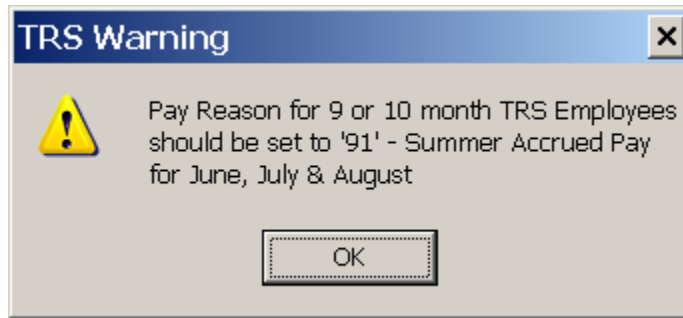 TRS Warning
Pay Reason for 9 or 10 month TRS Employees
should be set to '91' - Summer Accrued Pay
for June, July & August
OK